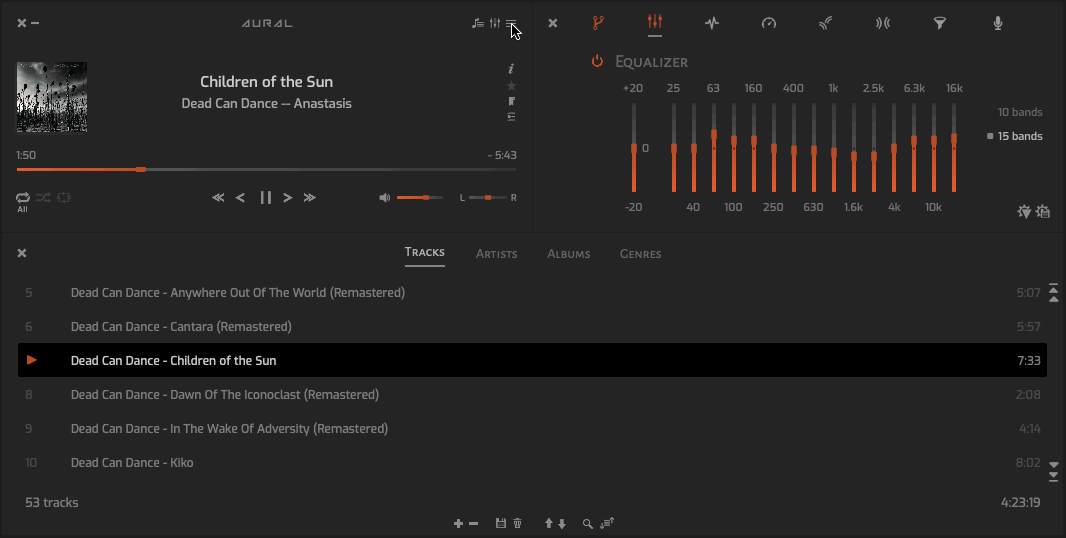 AURAL
Children of the Sun
Dead Can Dance -- Anastasis
1:50
- 5:43
All
L
R
Equalizer
+20 25 63 160 400 1k 2.5k 6.3k 16k
0
-20 40 100 250 630 1.6k 4k 10k
10 bands
15 bands
Tracks Artists Albums Genres
5 Dead Can Dance - Anywhere Out Of The World (Remastered) 5:07
6 Dead Can Dance - Cantara (Remastered) 5:57
Dead Can Dance - Children of the Sun 7:33
8 Dead Can Dance - Dawn Of The Iconoclast (Remastered) 2:08
9 Dead Can Dance - In The Wake Of Adversity (Remastered) 4:14
10 Dead Can Dance - Kiko 8:02
53 tracks 4:23:19